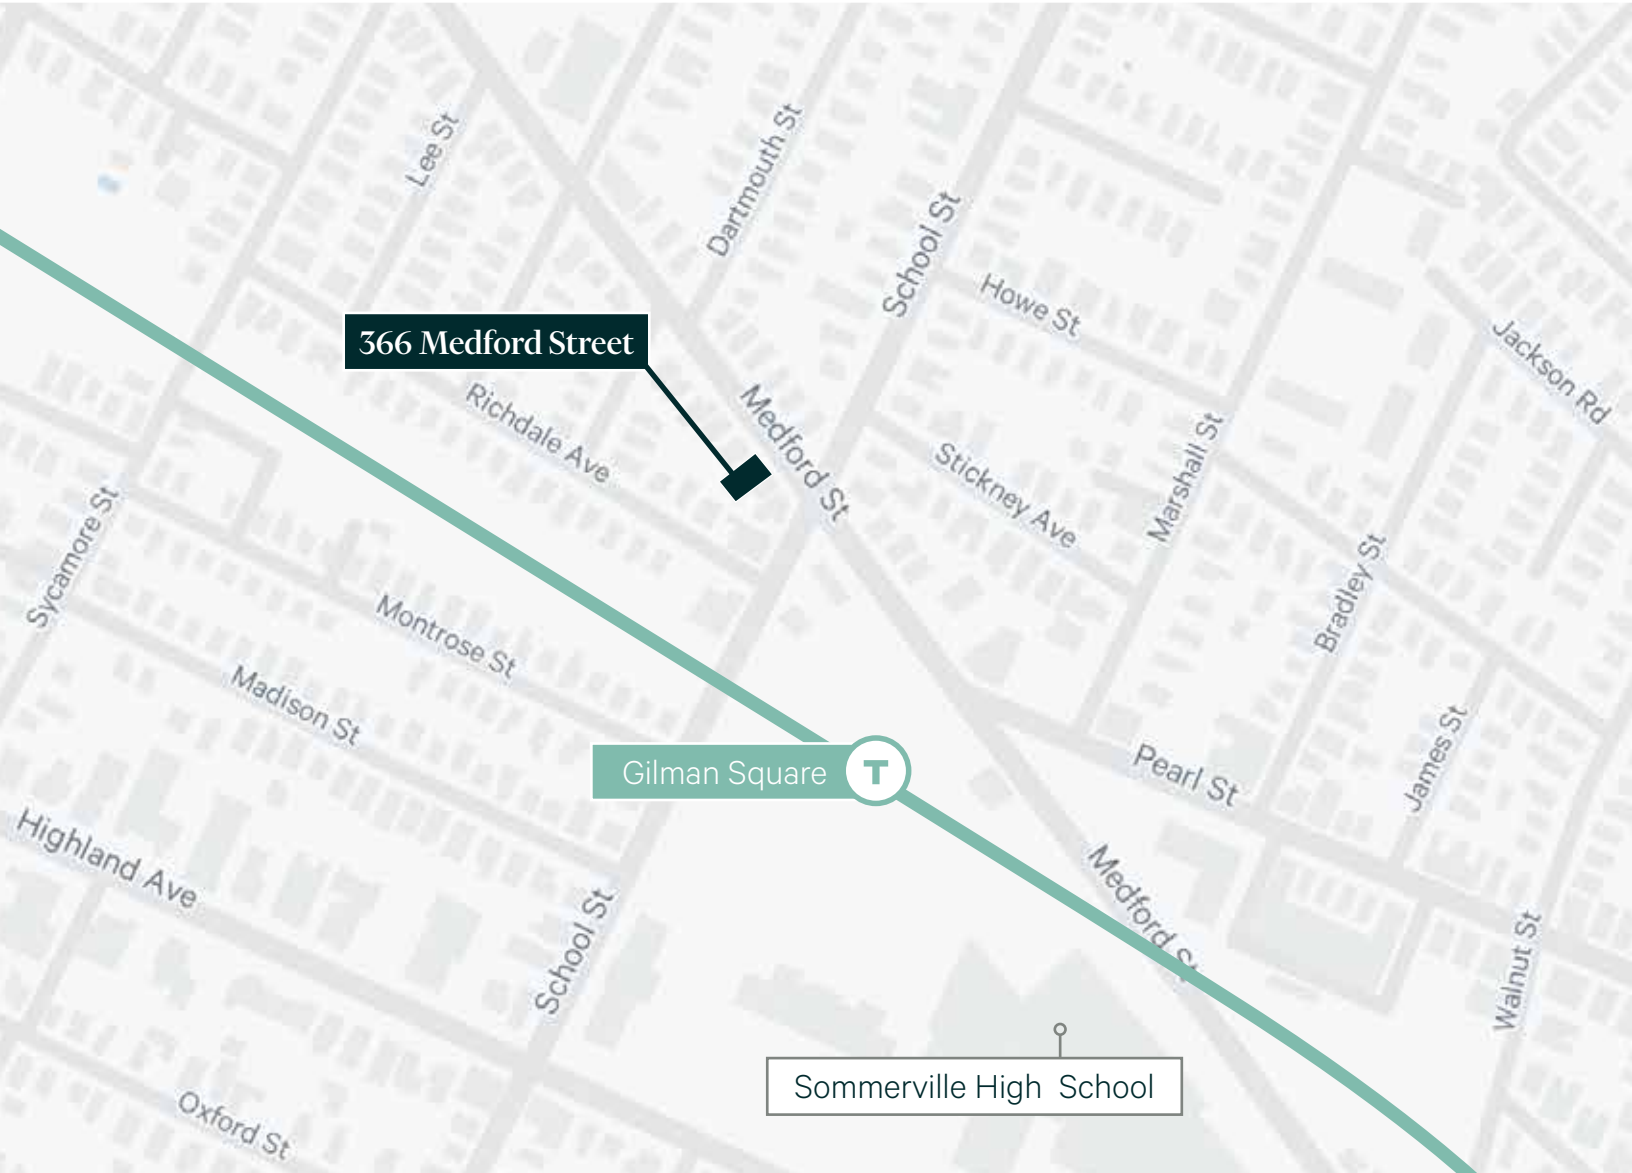 Lee St
Dartmouth St
School St
Howe St
366 Medford Street
Jackson Rd
Richdale Ave
Medford St
Stickney Ave
Marshall St
Sycamore St
Bradley St
Montrose St
Madison St
Gilman Square
T
Pearl St
James St
Highland Ave
Medford St
School St
Walnut St
Sommerville High School
Oxford St